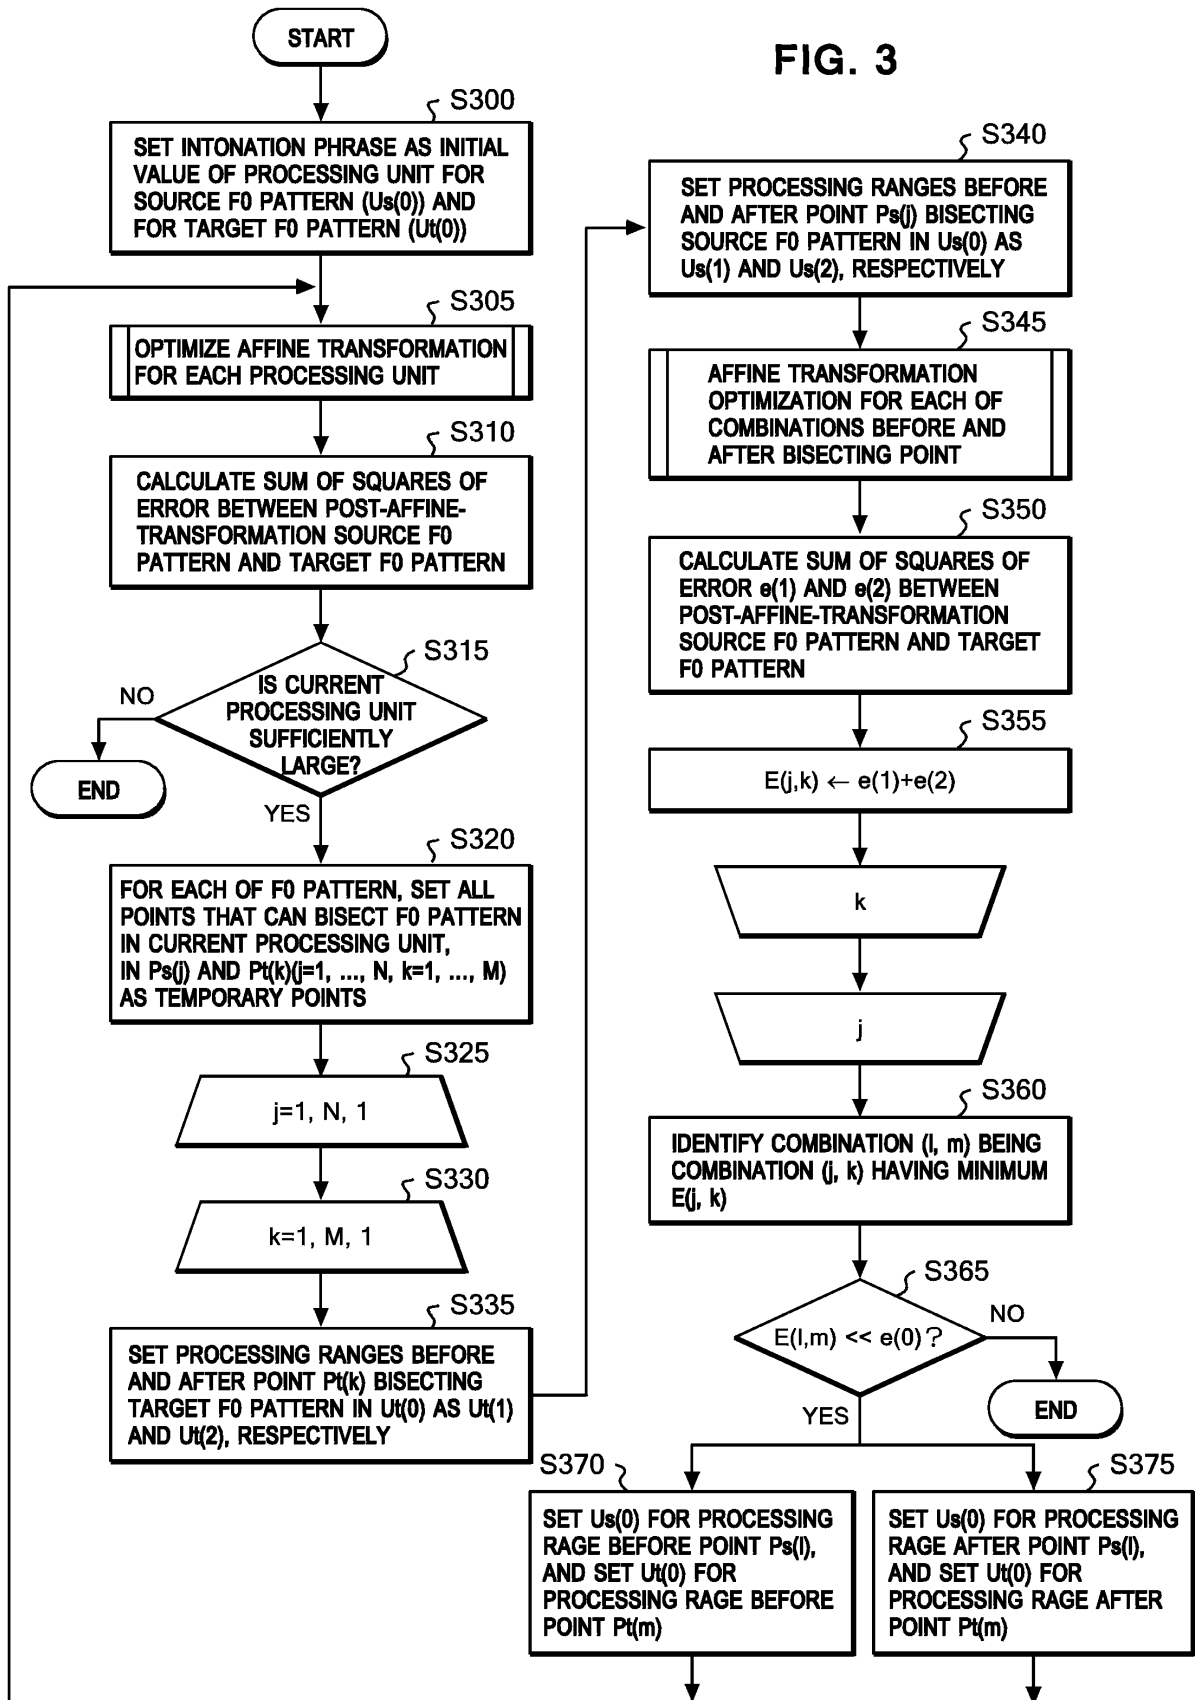 FIG. 3
START
S300
SET INTONATION PHRASE AS INITIAL
VALUE OF PROCESSING UNIT FOR
SOURCE F0 PATTERN (Us(0)) AND
FOR TARGET F0 PATTERN (Ut(0))
S305
OPTIMIZE AFFINE TRANSFORMATION
FOR EACH PROCESSING UNIT
S310
CALCULATE SUM OF SQUARES OF
ERROR BETWEEN POST-AFFINE-
TRANSFORMATION SOURCE F0
PATTERN AND TARGET F0 PATTERN
S315
IS CURRENT
PROCESSING UNIT
SUFFICIENTLY
LARGE?
NO
END
YES
S320
FOR EACH OF F0 PATTERN, SET ALL
POINTS THAT CAN BISECT F0 PATTERN
IN CURRENT PROCESSING UNIT,
IN Ps(j) AND Pt(k)(j=1, ..., N, k=1, ..., M)
AS TEMPORARY POINTS
S325
j=1, N, 1
S330
k=1, M, 1
S335
SET PROCESSING RANGES BEFORE
AND AFTER POINT Pt(k) BISECTING
TARGET F0 PATTERN IN Ut(0) AS Ut(1)
AND Ut(2), RESPECTIVELY
S340
SET PROCESSING RANGES BEFORE
AND AFTER POINT Ps(j) BISECTING
SOURCE F0 PATTERN IN Us(0) AS
Us(1) AND Us(2), RESPECTIVELY
S345
AFFINE TRANSFORMATION
OPTIMIZATION FOR EACH OF
COMBINATIONS BEFORE AND
AFTER BISECTING POINT
S350
CALCULATE SUM OF SQUARES OF
ERROR e(1) AND e(2) BETWEEN
POST-AFFINE-TRANSFORMATION
SOURCE F0 PATTERN AND TARGET
F0 PATTERN
S355
E(j,k) ← e(1)+e(2)
k
j
S360
IDENTIFY COMBINATION (l, m) BEING
COMBINATION (j, k) HAVING MINIMUM
E(j, k)
S365
E(l,m) << e(0)?
NO
END
YES
S370
SET Us(0) FOR PROCESSING
RAGE BEFORE POINT Ps(l),
AND SET Ut(0) FOR
PROCESSING RAGE BEFORE
POINT Pt(m)
S375
SET Us(0) FOR PROCESSING
RAGE AFTER POINT Ps(l),
AND SET Ut(0) FOR
PROCESSING RAGE AFTER
POINT Pt(m)